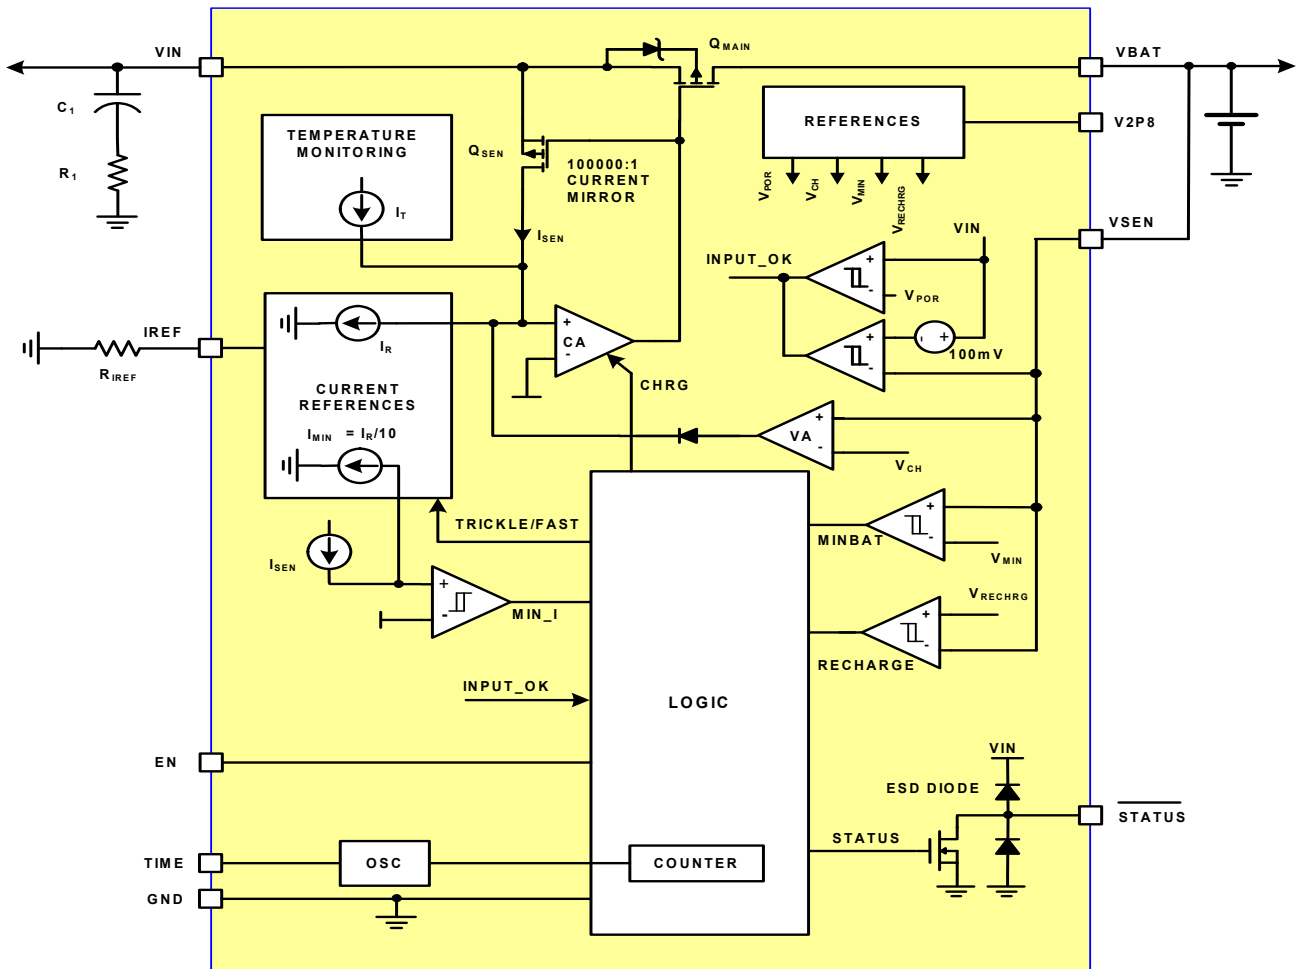 VIN
Q MAIN
VBAT
C1
TEMPERATURE
MONITORING
QSEN
REFERENCES
V2P8
R1
IT
100000:1
CURRENT
MIRROR
VPOR
VCH
VMIN
VRECHRG
ISEN
VSEN
VIN
INPUT_OK
+
-
VPOR
IREF
RIREF
IR
+
CA
-
- +
100mV
+
-
CURRENT
REFERENCES
CHRG
IMIN = IR/10
VA
+
-
VCH
TRICKLE/FAST
MINBAT
+
-
VMIN
ISEN
+
-
MIN_I
VRECHRG
+
-
RECHARGE
INPUT_OK
LOGIC
EN
VIN
ESD DIODE
STATUS
STATUS
TIME
OSC
COUNTER
GND